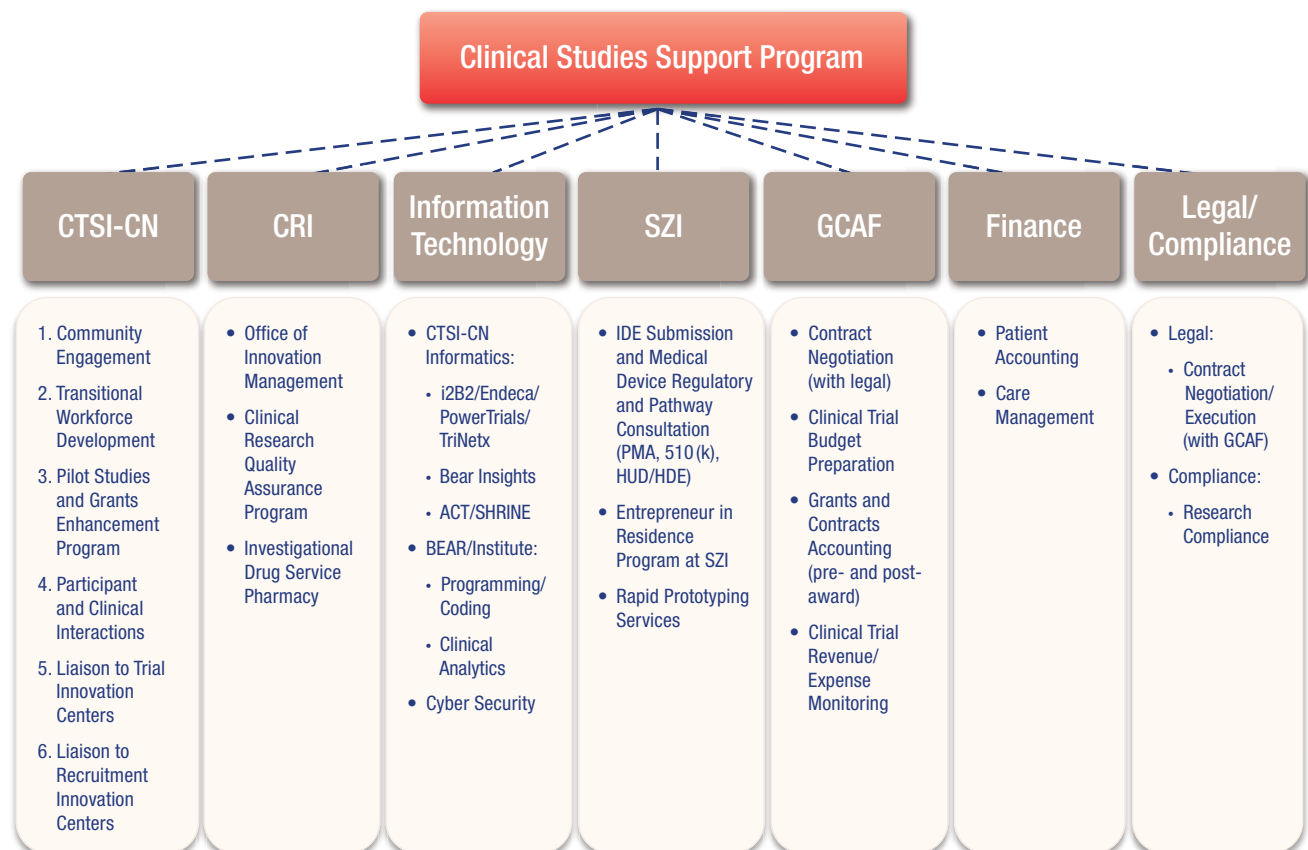 Clinical Studies Support Program
CTSI-CN
CRI
Information
Technology
SZI
GCAF
Finance
Legal/
Compliance
1. Community
Engagement
2. Transitional
Workforce
Development
3. Pilot Studies
and Grants
Enhancement
Program
4. Participant
and Clinical
Interactions
5. Liaison to Trial
Innovation
Centers
6. Liaison to
Recruitment
Innovation
Centers
• Office of
Innovation
Management
• Clinical
Research
Quality
Assurance
Program
• Investigational
Drug Service
Pharmacy
• CTSI-CN
Informatics:
• i2B2/Endeca/
PowerTrials/
TriNetx
• Bear Insights
• ACT/SHRINE
• BEAR/Institute:
• Programming/
Coding
• Clinical
Analytics
• Cyber Security
• IDE Submission
and Medical
Device Regulatory
and Pathway
Consultation
(PMA, 510(k),
HUD/HDE)
• Entrepreneur in
Residence
Program at SZI
• Rapid Prototyping
Services
• Contract
Negotiation
(with legal)
• Clinical Trial
Budget
Preparation
• Grants and
Contracts
Accounting
(pre- and post-
award)
• Clinical Trial
Revenue/
Expense
Monitoring
• Patient
Accounting
• Care
Management
• Legal:
• Contract
Negotiation/
Execution
(with GCAF)
• Compliance:
• Research
Compliance